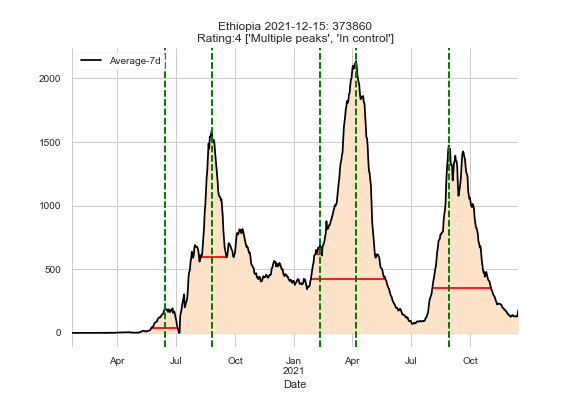 Ethiopia 2021-12-15: 373860
Rating:4 ['Multiple peaks', 'In control']
Average-7d
2000
1500
1000
500
0
Apr Jul Oct Jan Apr Jul Oct
2021
Date